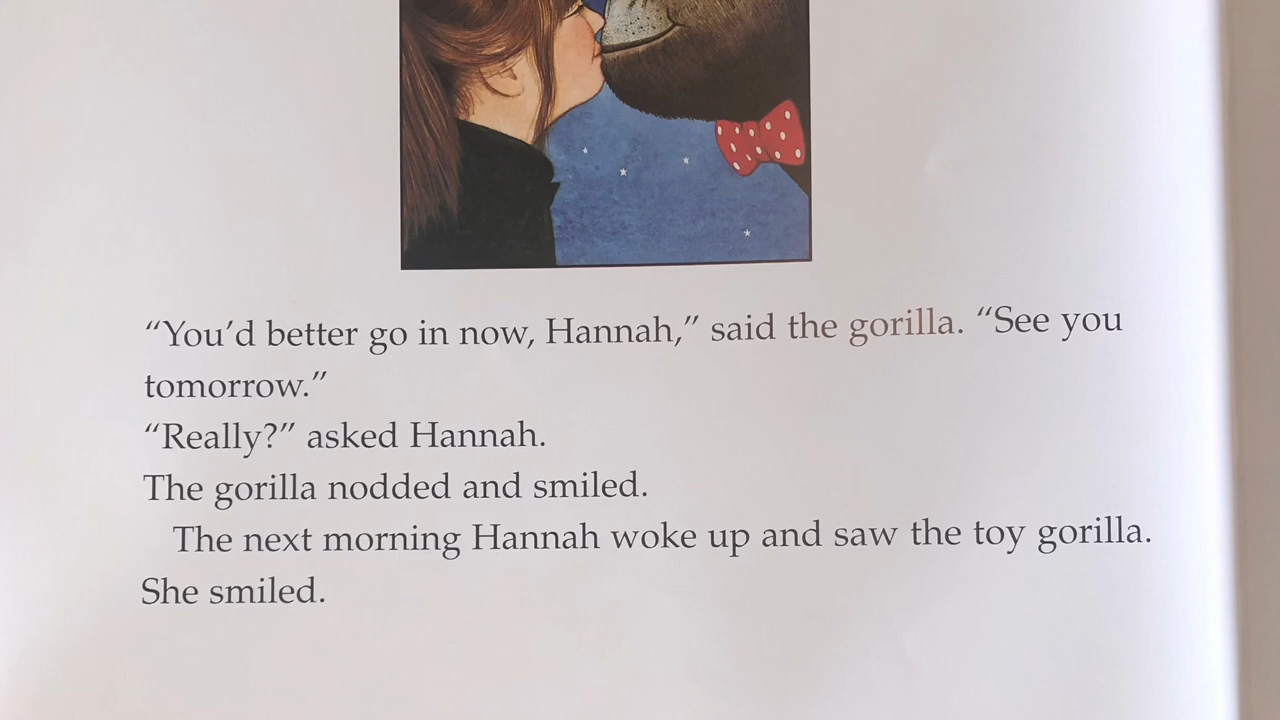 “You’d better go in now, Hannah,” said the gorilla. “See you
tomorrow.”
“Really?” asked Hannah.
The gorilla nodded and smiled.
The next morning Hannah woke up and saw the toy gorilla.
She smiled.